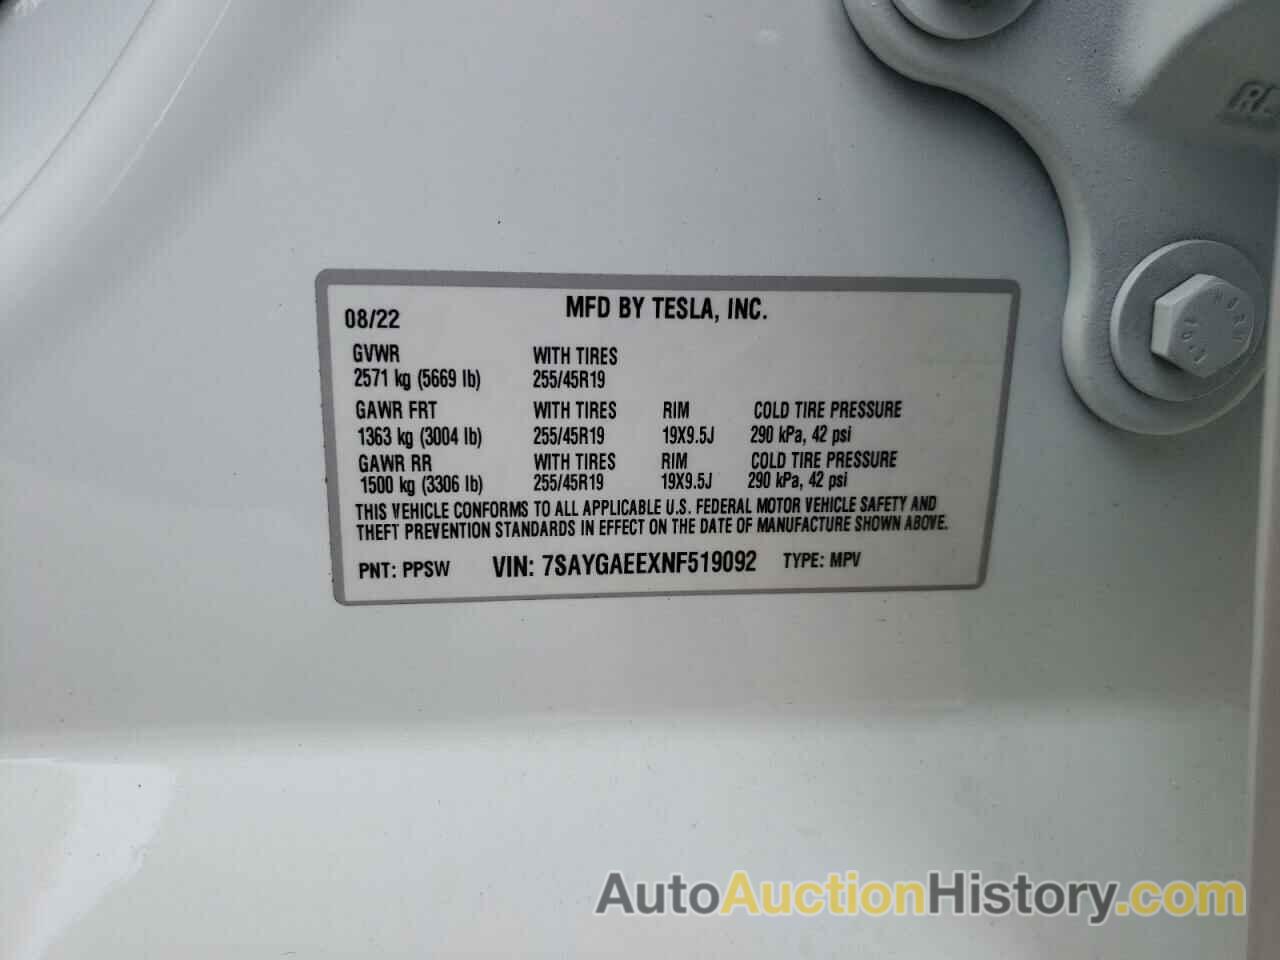 MFD BY TESLA, INC.
08/22
GVWR WITH TIRES
2571 kg (5669 lb) 255/45R19
GAWR FRT WITH TIRES RIM COLD TIRE PRESSURE
1363 kg (3004 lb) 255/45R19 19X9.5J 290 kPa, 42 psi
GAWR RR WITH TIRES RIM COLD TIRE PRESSURE
1500 kg (3306 lb) 255/45R19 19X9.5J 290 kPa, 42 psi
THIS VEHICLE CONFORMS TO ALL APPLICABLE U.S. FEDERAL MOTOR VEHICLE SAFETY AND
THEFT PREVENTION STANDARDS IN EFFECT ON THE DATE OF MANUFACTURE SHOWN ABOVE.
PNT: PPSW VIN: 7SAYGAEEXNF519092 TYPE: MPV
AutoAuctionHistory.com